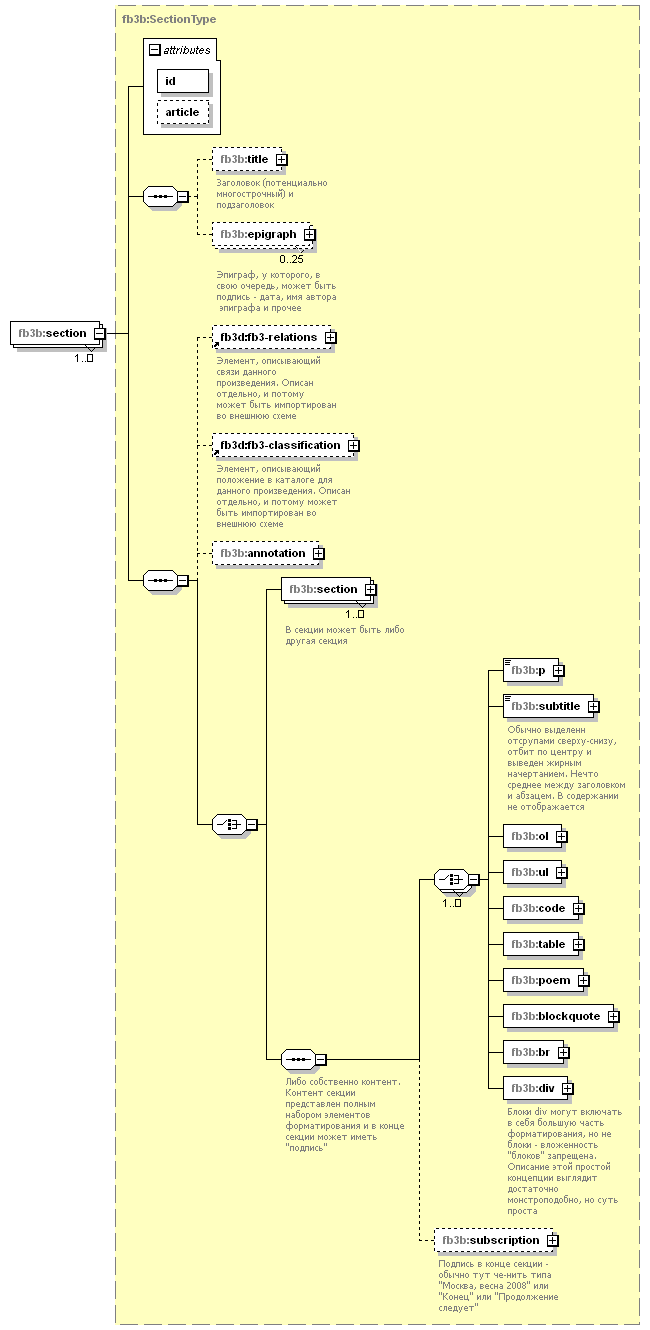 fb3b:SectionType
attributes
id
article
fb3b:title
Заголовок (потенциально
многострочный) и
подзаголовок
fb3b:epigraph
0..25
Эпиграф, у которого, в
свою очередь, может быть
подпись - дата, имя автора
эпиграфа и прочее
fb3b:section
1..
fb3d:fb3-relations
Элемент, описывающий
связи данного
произведения. Описан
отдельно, и потому
может быть импортирован
во внешнюю схеме
fb3d:fb3-classification
Элемент, описывающий
положение в каталоге для
данного произведения. Описан
отдельно, и потому может
быть импортирован во
внешнюю схеме
fb3b:annotation
fb3b:section
1..
В секции может быть либо
другая секция
fb3b:p
fb3b:subtitle
Обычно выделенн
отсрупами сверху-снизу,
отбит по центру и
выведен жирным
начертанием. Нечто
среднее между заголовком
и абзацем. В содержании
не отображается
fb3b:ol
fb3b:ul
1..
fb3b:code
fb3b:table
fb3b:poem
fb3b:blockquote
fb3b:br
Либо собственно контент.
Контент секции
представлен полным
набором элементов
форматирования и в конце
секции может иметь
"подпись"
fb3b:div
Блоки div могут включать
в себя большую часть
форматирования, но не
блоки - вложенность
"блоков" запрещена.
Описание этой простой
концепции выглядит
достаточно
монстроподобно, но суть
проста
fb3b:subscription
Подпись в конце секции -
обычно тут че-нить типа
"Москва, весна 2008" или
"Конец" или "Продолжение
следует"